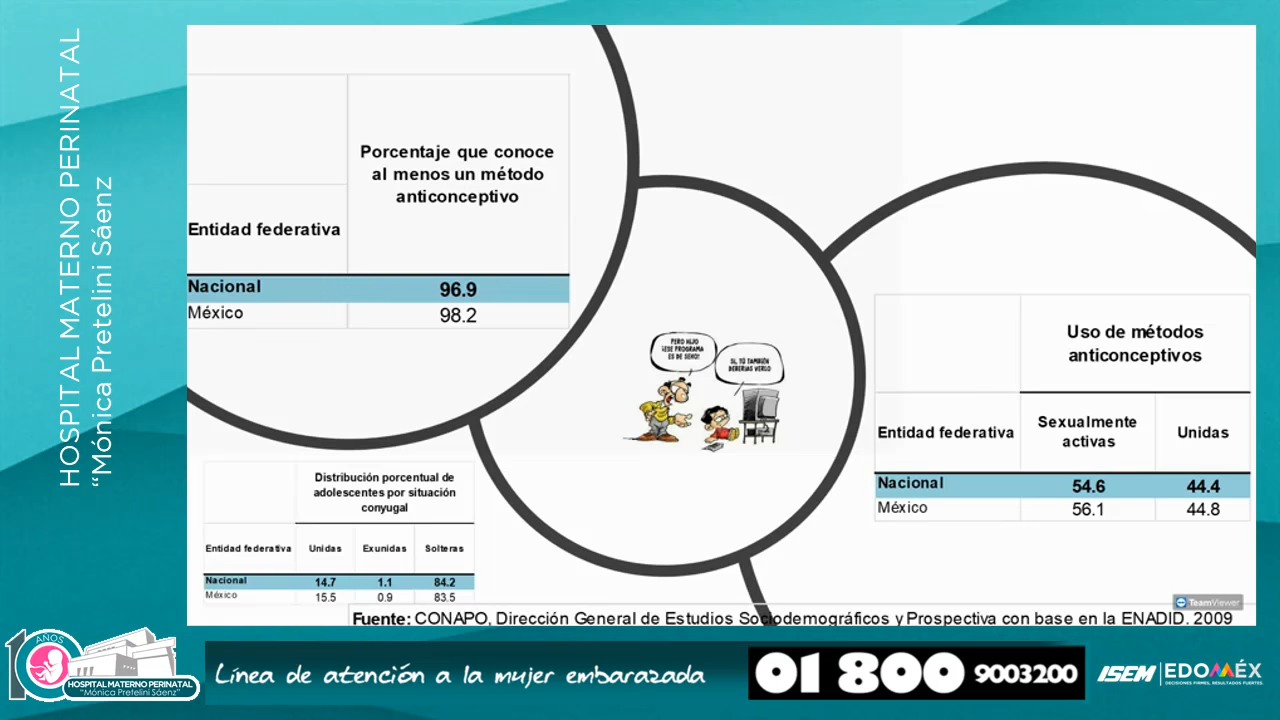 HOSPITAL MATERNO PERINATAL
“Mónica Pretelini Sáenz
Porcentaje que conoce
al menos un método
anticonceptivo
Entidad federativa
Nacional 96.9
México 98.2
PERO HIJO
¡ESE PROGRAMA
ES DE SEXO!
SI, TÚ TAMBIÉN
DEBERIAS VERLO
Uso de métodos
anticonceptivos
Entidad federativa
Sexualmente
activas
Unidas
Nacional 54.6 44.4
México 56.1 44.8
Distribución porcentual de
adolescentes por situación
conyugal
Entidad federativa Unidas Exunidas Solteras
Nacional 14.7 1.1 84.2
México 15.5 0.9 83.5
TeamViewer
Fuente: CONAPO, Dirección General de Estudios Sociodemográficos y Prospectiva con base en la ENADID. 2009
10 AÑOS
HOSPITAL MATERNO PERINATAL
“Mónica Pretelini Sáenz”
Línea de atención a la mujer embarazada
01 800 9003200
ISEM
EDOMÉX
DECISIONES FIRMES, RESULTADOS FUERTES.